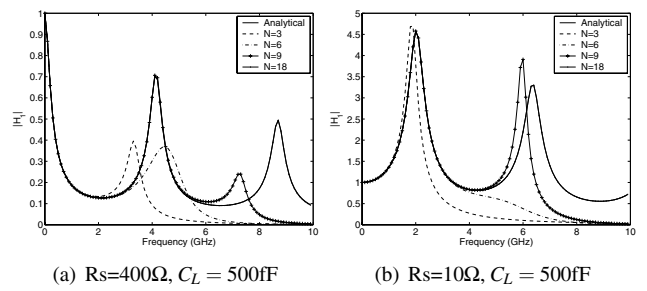 1
0.9
0.8
0.7
0.6
0.5
0.4
0.3
0.2
0.1
0
|H₁|
Analytical
N=3
N=6
N=9
N=18
0 2 4 6 8 10
Frequency (GHz)
5
4.5
4
3.5
3
2.5
2
1.5
1
0.5
0
|H₁|
Analytical
N=3
N=6
N=9
N=18
0 2 4 6 8 10
Frequency (GHz)
(a) Rs=400Ω, C_L = 500fF
(b) Rs=10Ω, C_L = 500fF